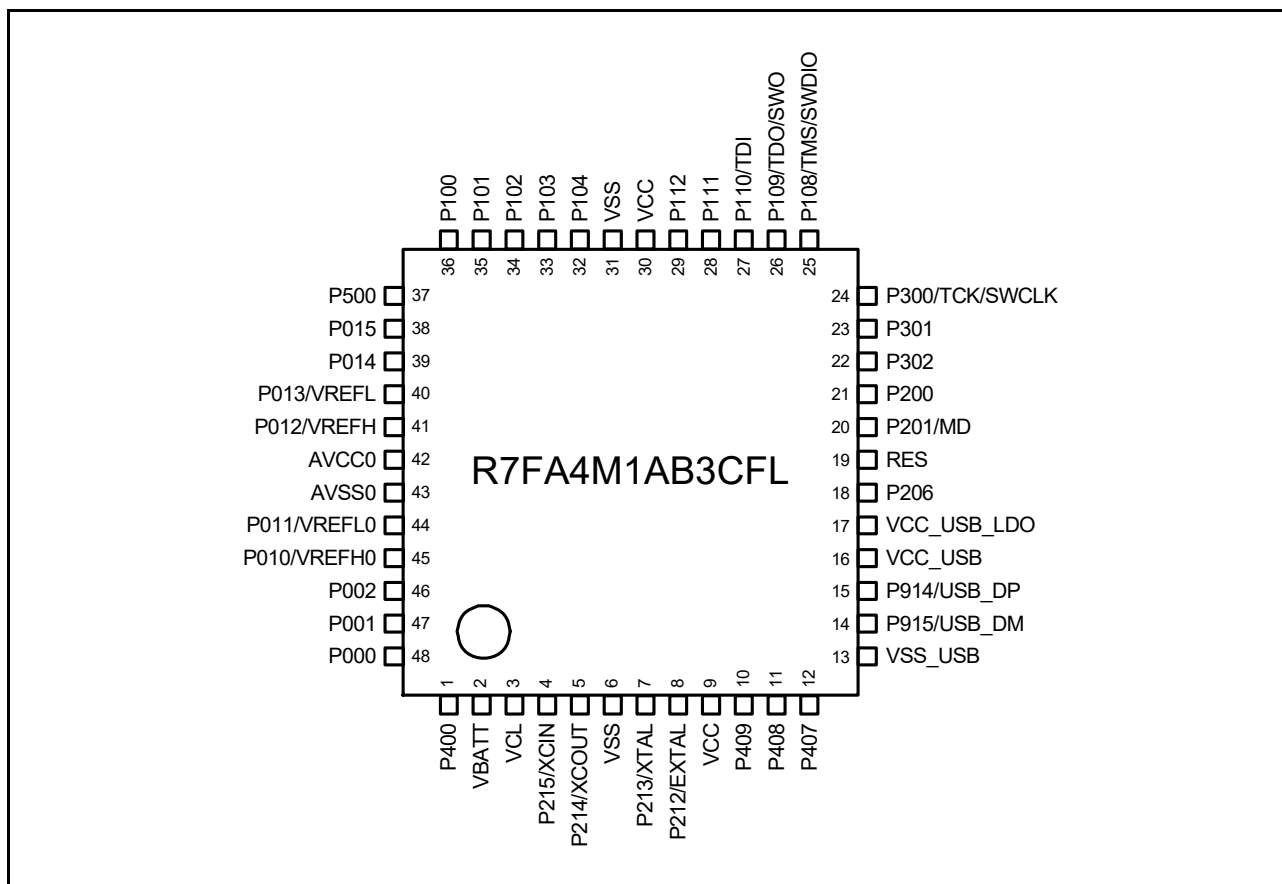 P100
P101
P102
P103
P104
VSS
VCC
P112
P111
P110/TDI
P109/TDO/SWO
P108/TMS/SWDIO
36
35
34
33
32
31
30
29
28
27
26
25
P500 37
P015 38
P014 39
P013/VREFL 40
P012/VREFH 41
AVCC0 42
AVSS0 43
P011/VREFL0 44
P010/VREFH0 45
P002 46
P001 47
P000 48
R7FA4M1AB3CFL
24 P300/TCK/SWCLK
23 P301
22 P302
21 P200
20 P201/MD
19 RES
18 P206
17 VCC_USB_LDO
16 VCC_USB
15 P914/USB_DP
14 P915/USB_DM
13 VSS_USB
1
2
3
4
5
6
7
8
9
10
11
12
P400
VBATT
VCL
P215/XCIN
P214/XCOUT
VSS
P213/XTAL
P212/EXTAL
VCC
P409
P408
P407